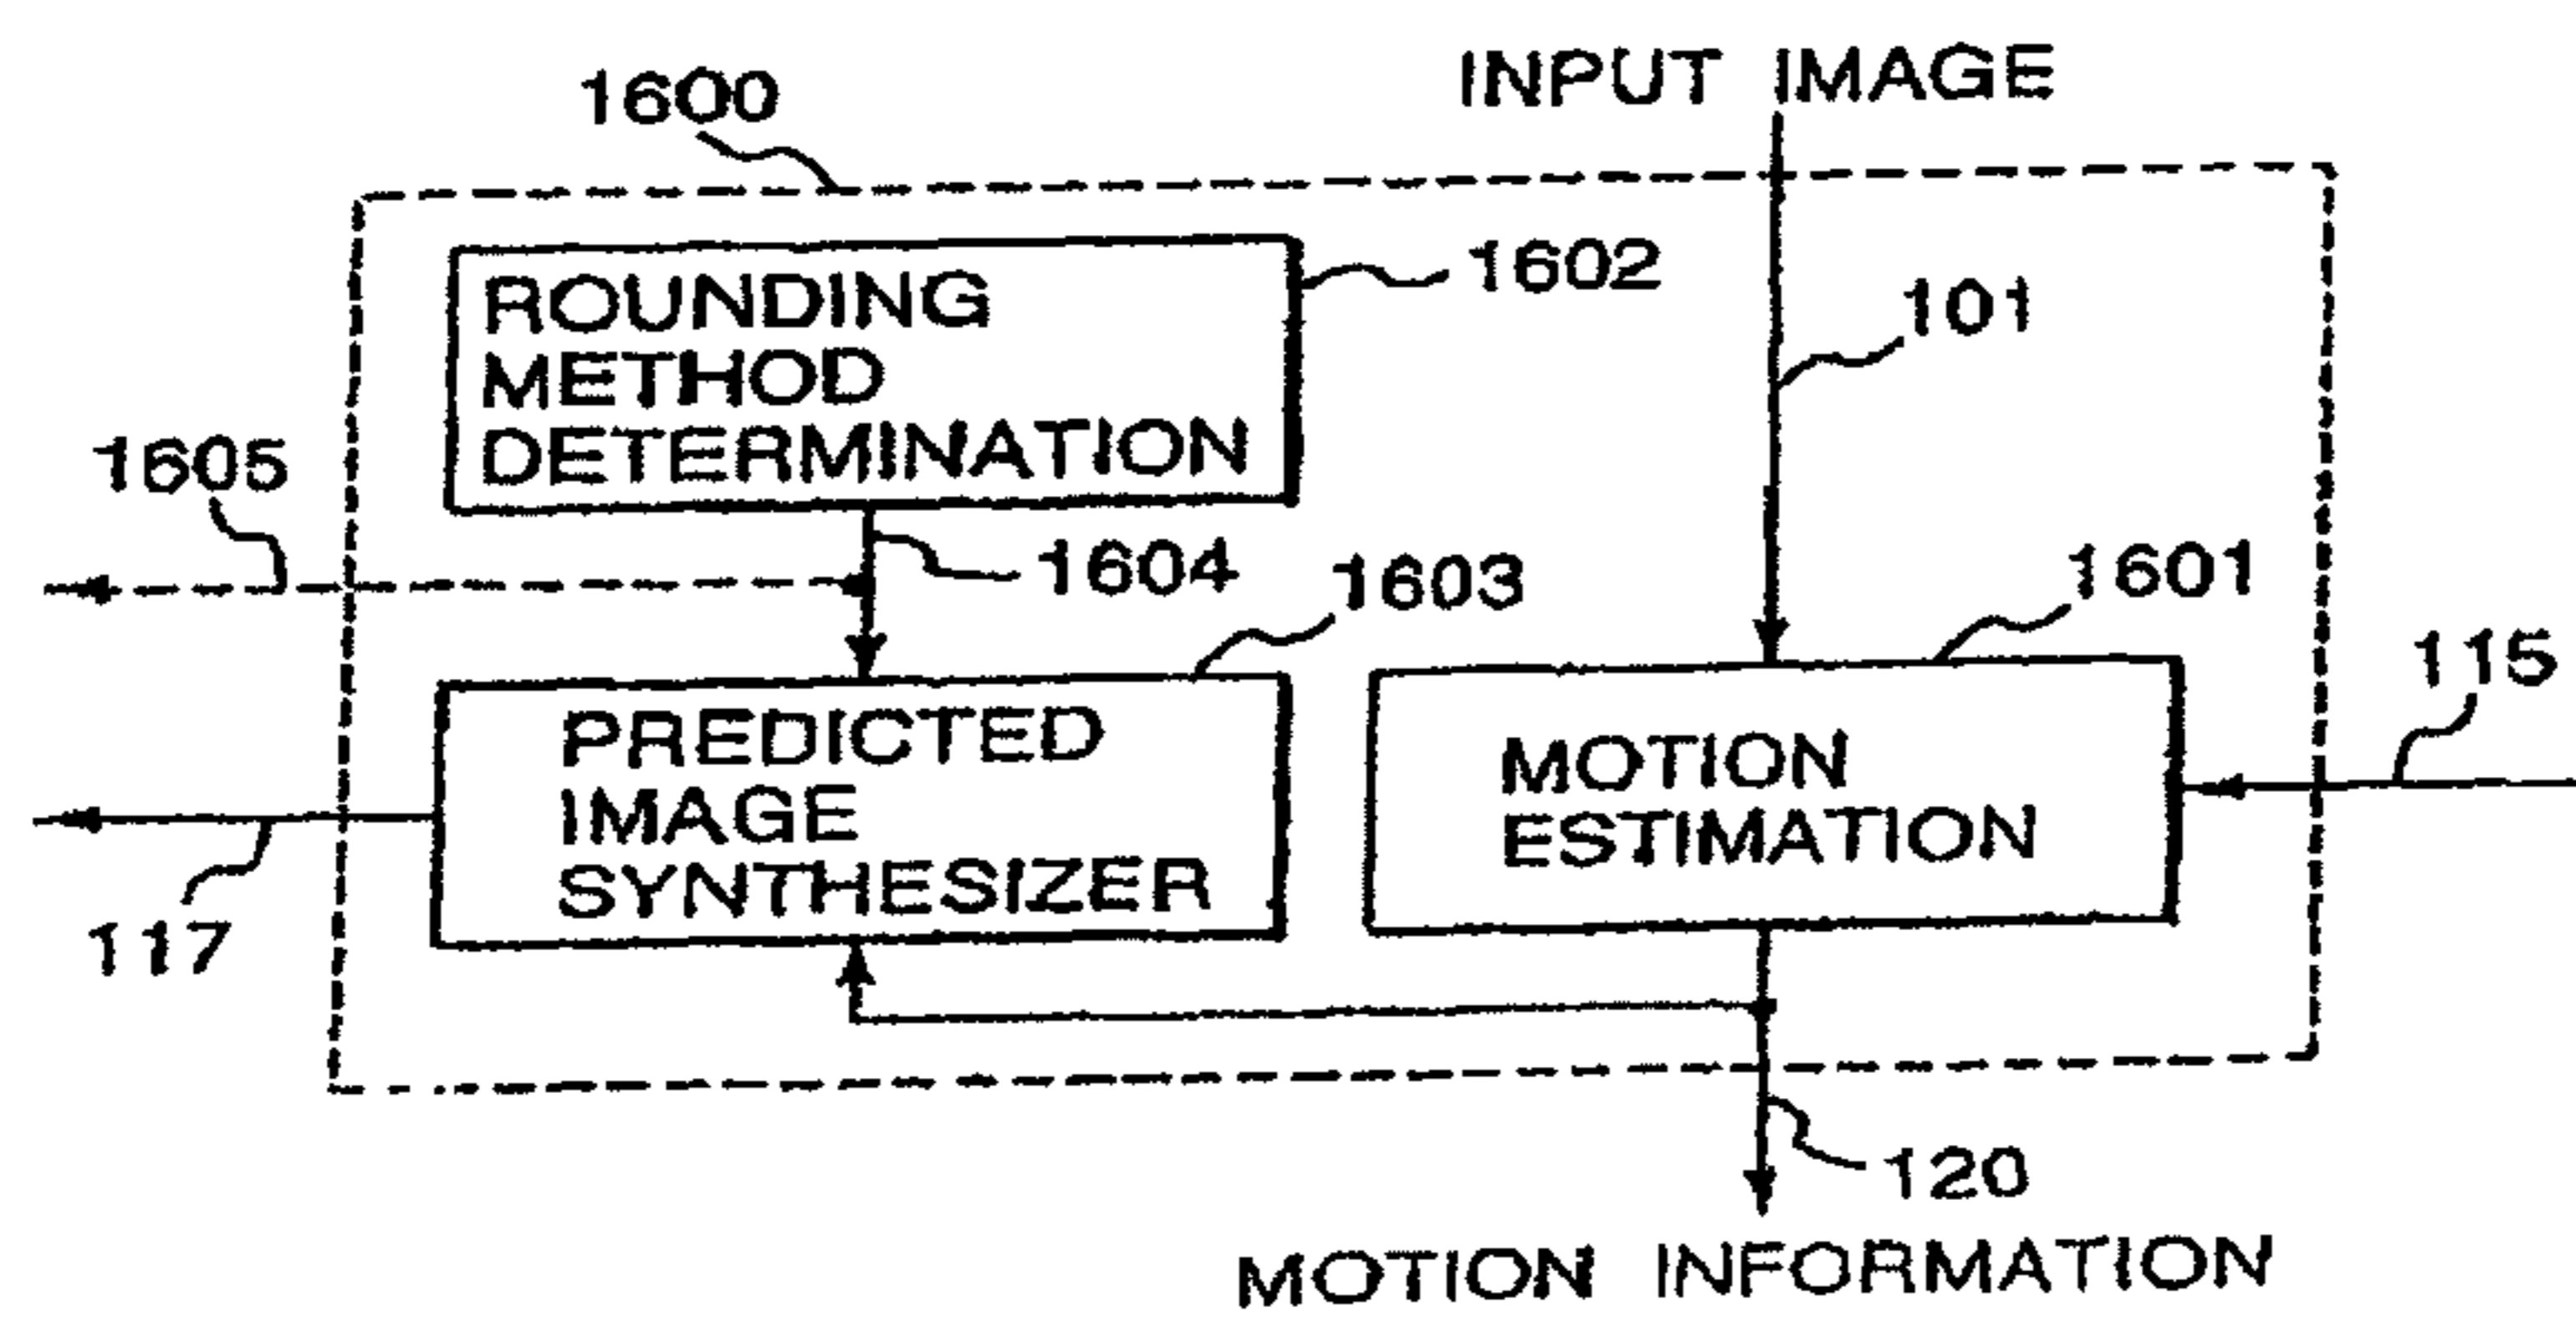 INPUT IMAGE
1600
1602
ROUNDING
METHOD
DETERMINATION
101
1605
1604
1603
1601
115
PREDICTED
IMAGE
SYNTHESIZER
MOTION
ESTIMATION
117
120
MOTION INFORMATION